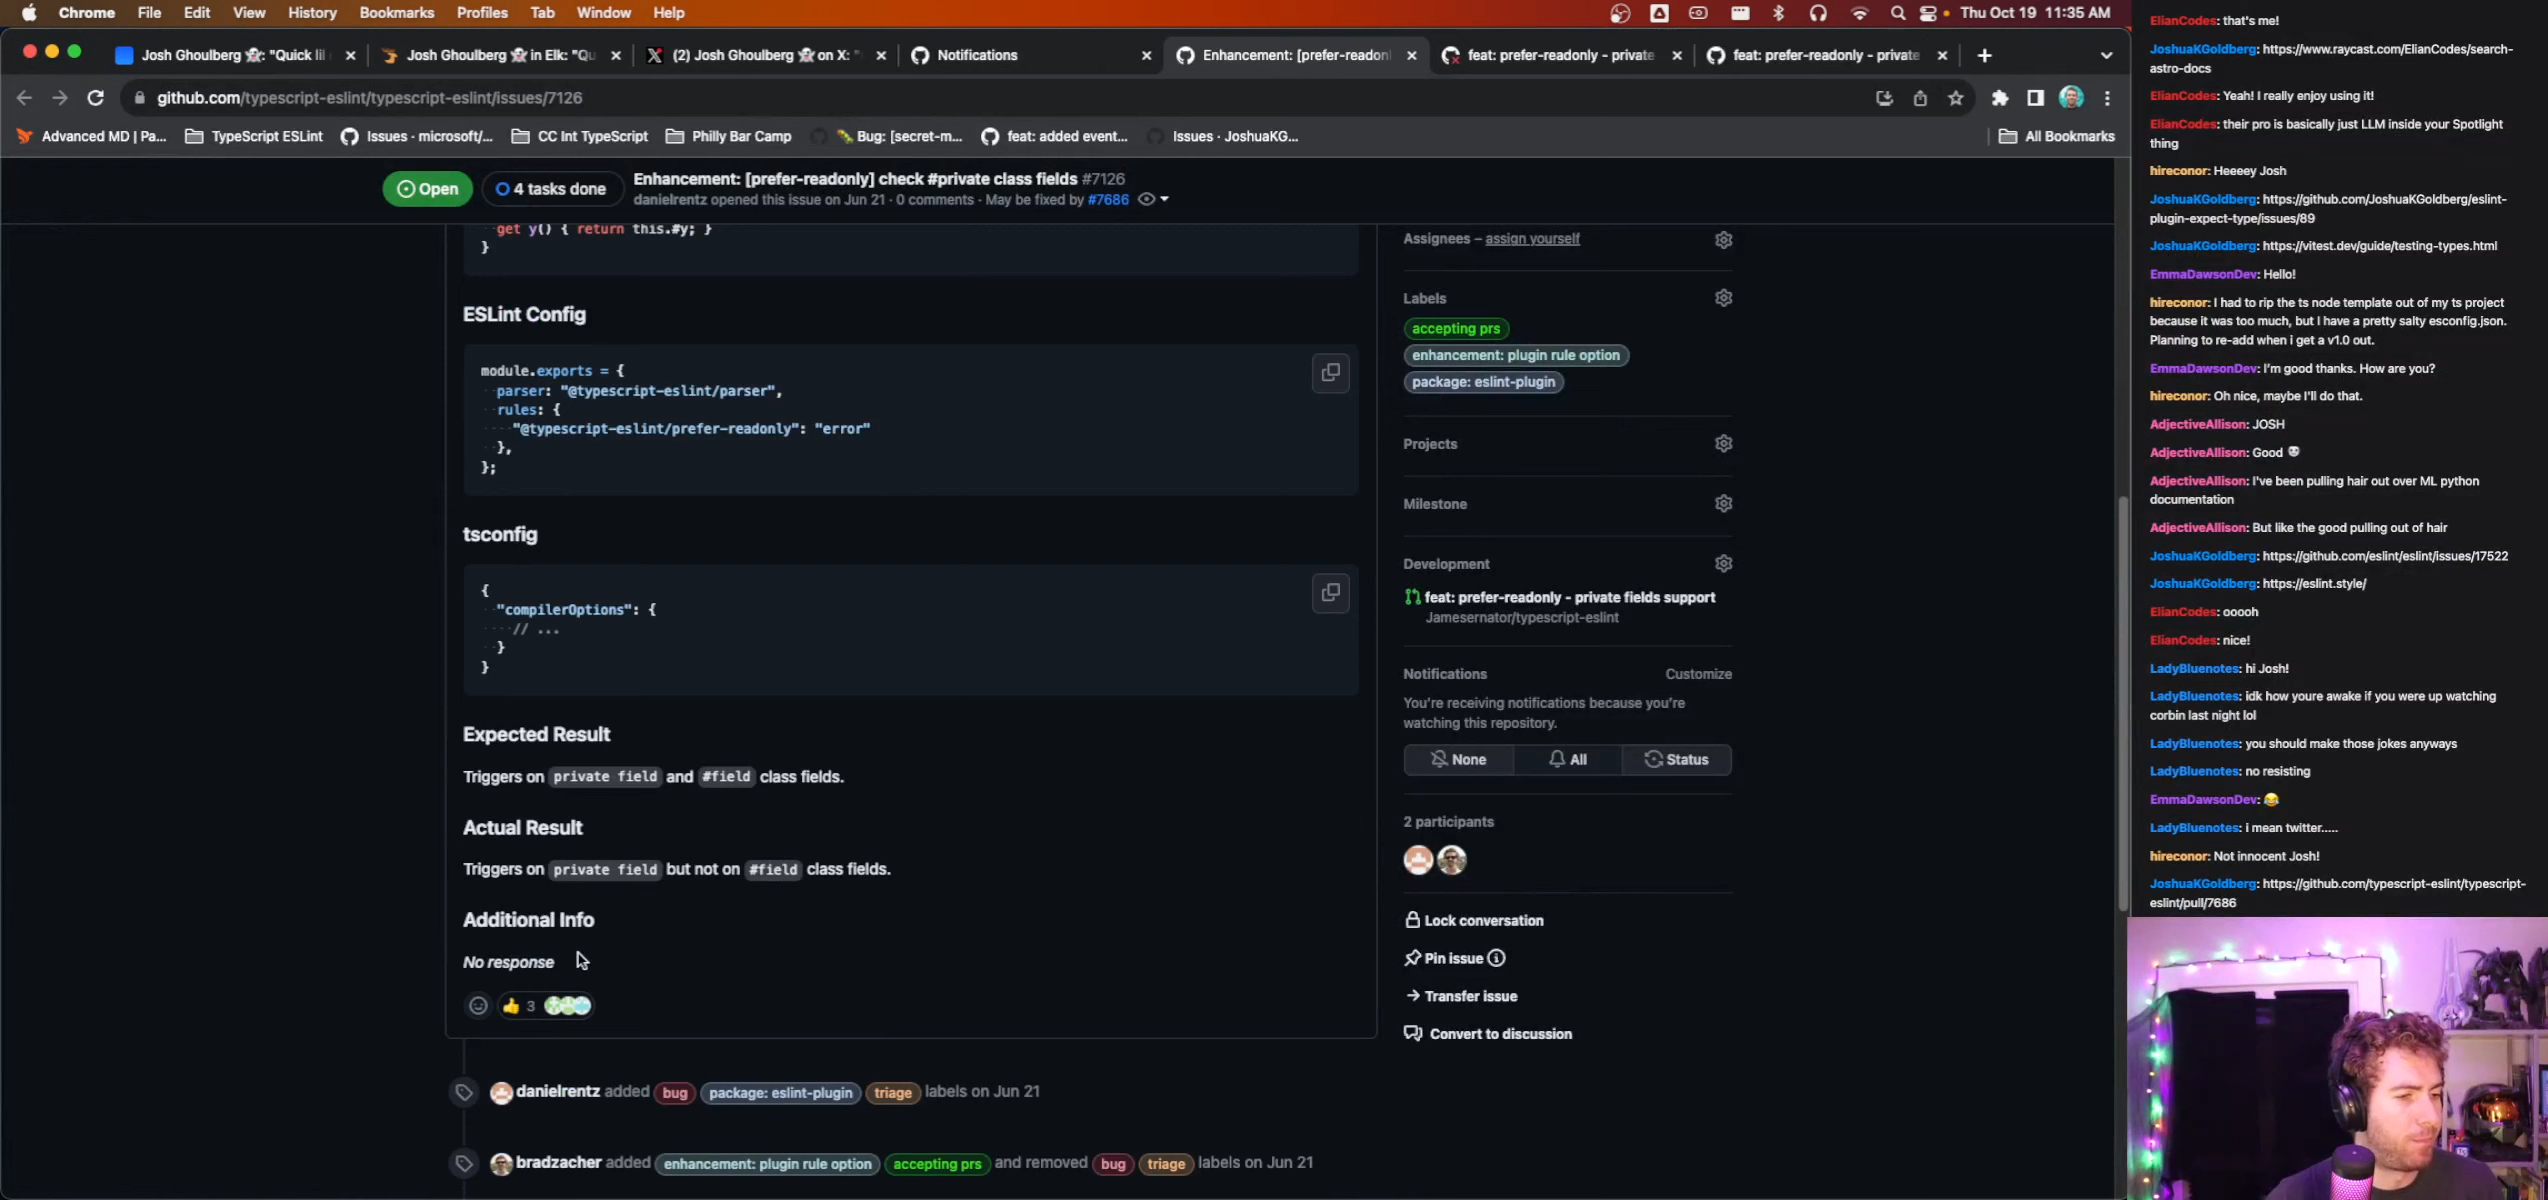 Chrome File Edit View History Bookmarks Profiles Tab Window Help
Thu Oct 19 11:35 AM
Josh Ghoulberg 👻: "Quick lil
Josh Ghoulberg 👻 in Elk: "Qu
(2) Josh Ghoulberg 👻 on X: "
Notifications
Enhancement: [prefer-readonl
feat: prefer-readonly - private
feat: prefer-readonly - private
github.com/typescript-eslint/typescript-eslint/issues/7126
Advanced MD | Pa...
TypeScript ESLint
Issues · microsoft/...
CC Int TypeScript
Philly Bar Camp
🐛 Bug: [secret-m...
feat: added event...
Issues · JoshuaKG...
All Bookmarks
Open
4 tasks done
Enhancement: [prefer-readonly] check #private class fields #7126
danielrentz opened this issue on Jun 21 · 0 comments · May be fixed by #7686
get y() { return this.#y; }
}
ESLint Config
module.exports = {
parser: "@typescript-eslint/parser",
rules: {
"@typescript-eslint/prefer-readonly": "error"
},
};
tsconfig
{
"compilerOptions": {
// ...
}
}
Expected Result
Triggers on private field and #field class fields.
Actual Result
Triggers on private field but not on #field class fields.
Additional Info
No response
👍 3
danielrentz added bug package: eslint-plugin triage labels on Jun 21
bradzacher added enhancement: plugin rule option accepting prs and removed bug triage labels on Jun 21
Assignees – assign yourself
Labels
accepting prs
enhancement: plugin rule option
package: eslint-plugin
Projects
Milestone
Development
feat: prefer-readonly - private fields support
Jamesernator/typescript-eslint
Notifications
Customize
You're receiving notifications because you're
watching this repository.
None
All
Status
2 participants
Lock conversation
Pin issue
Transfer issue
Convert to discussion
ElianCodes: that's me!
JoshuaKGoldberg: https://www.raycast.com/ElianCodes/search-
astro-docs
ElianCodes: Yeah! I really enjoy using it!
ElianCodes: their pro is basically just LLM inside your Spotlight
thing
hireconor: Heeeey Josh
JoshuaKGoldberg: https://github.com/JoshuaKGoldberg/eslint-
plugin-expect-type/issues/89
JoshuaKGoldberg: https://vitest.dev/guide/testing-types.html
EmmaDawsonDev: Hello!
hireconor: I had to rip the ts node template out of my ts project
because it was too much, but I have a pretty salty esconfig.json.
Planning to re-add when i get a v1.0 out.
EmmaDawsonDev: I'm good thanks. How are you?
hireconor: Oh nice, maybe I'll do that.
AdjectiveAllison: JOSH
AdjectiveAllison: Good 💀
AdjectiveAllison: I've been pulling hair out over ML python
documentation
AdjectiveAllison: But like the good pulling out of hair
JoshuaKGoldberg: https://github.com/eslint/eslint/issues/17522
JoshuaKGoldberg: https://eslint.style/
ElianCodes: ooooh
ElianCodes: nice!
LadyBluenotes: hi Josh!
LadyBluenotes: idk how youre awake if you were up watching
corbin last night lol
LadyBluenotes: you should make those jokes anyways
LadyBluenotes: no resisting
EmmaDawsonDev: 😂
LadyBluenotes: i mean twitter.....
hireconor: Not innocent Josh!
JoshuaKGoldberg: https://github.com/typescript-eslint/typescript-
eslint/pull/7686